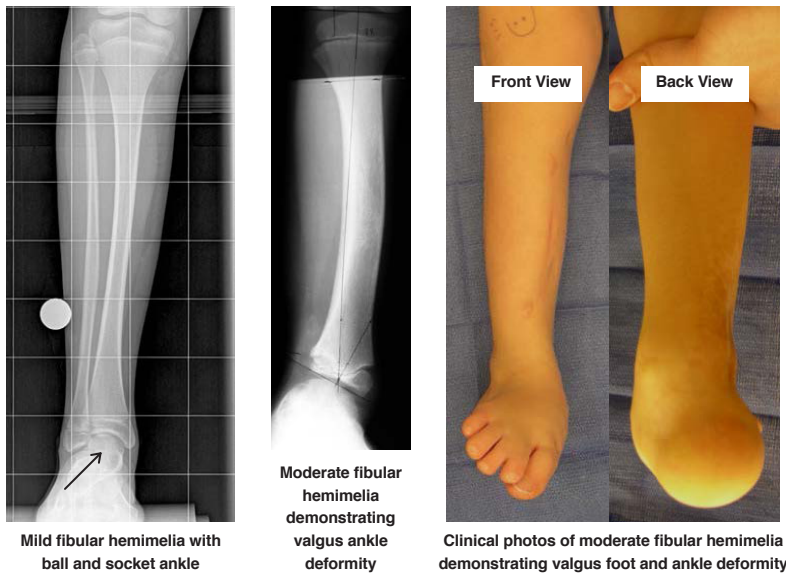 Front View
Back View
Mild fibular hemimelia with
ball and socket ankle
Moderate fibular
hemimelia
demonstrating
valgus ankle
deformity
Clinical photos of moderate fibular hemimelia
demonstrating valgus foot and ankle deformity